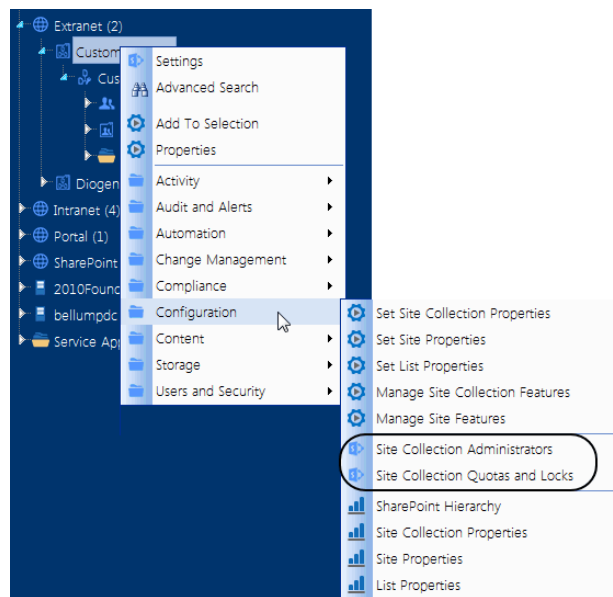 Extranet (2)
Custom
Cus
Diogen
Intranet (4)
Portal (1)
SharePoint
2010Found
bellumpdc
Service App
Settings
Advanced Search
Add To Selection
Properties
Activity
Audit and Alerts
Automation
Change Management
Compliance
Configuration
Content
Storage
Users and Security
Set Site Collection Properties
Set Site Properties
Set List Properties
Manage Site Collection Features
Manage Site Features
Site Collection Administrators
Site Collection Quotas and Locks
SharePoint Hierarchy
Site Collection Properties
Site Properties
List Properties